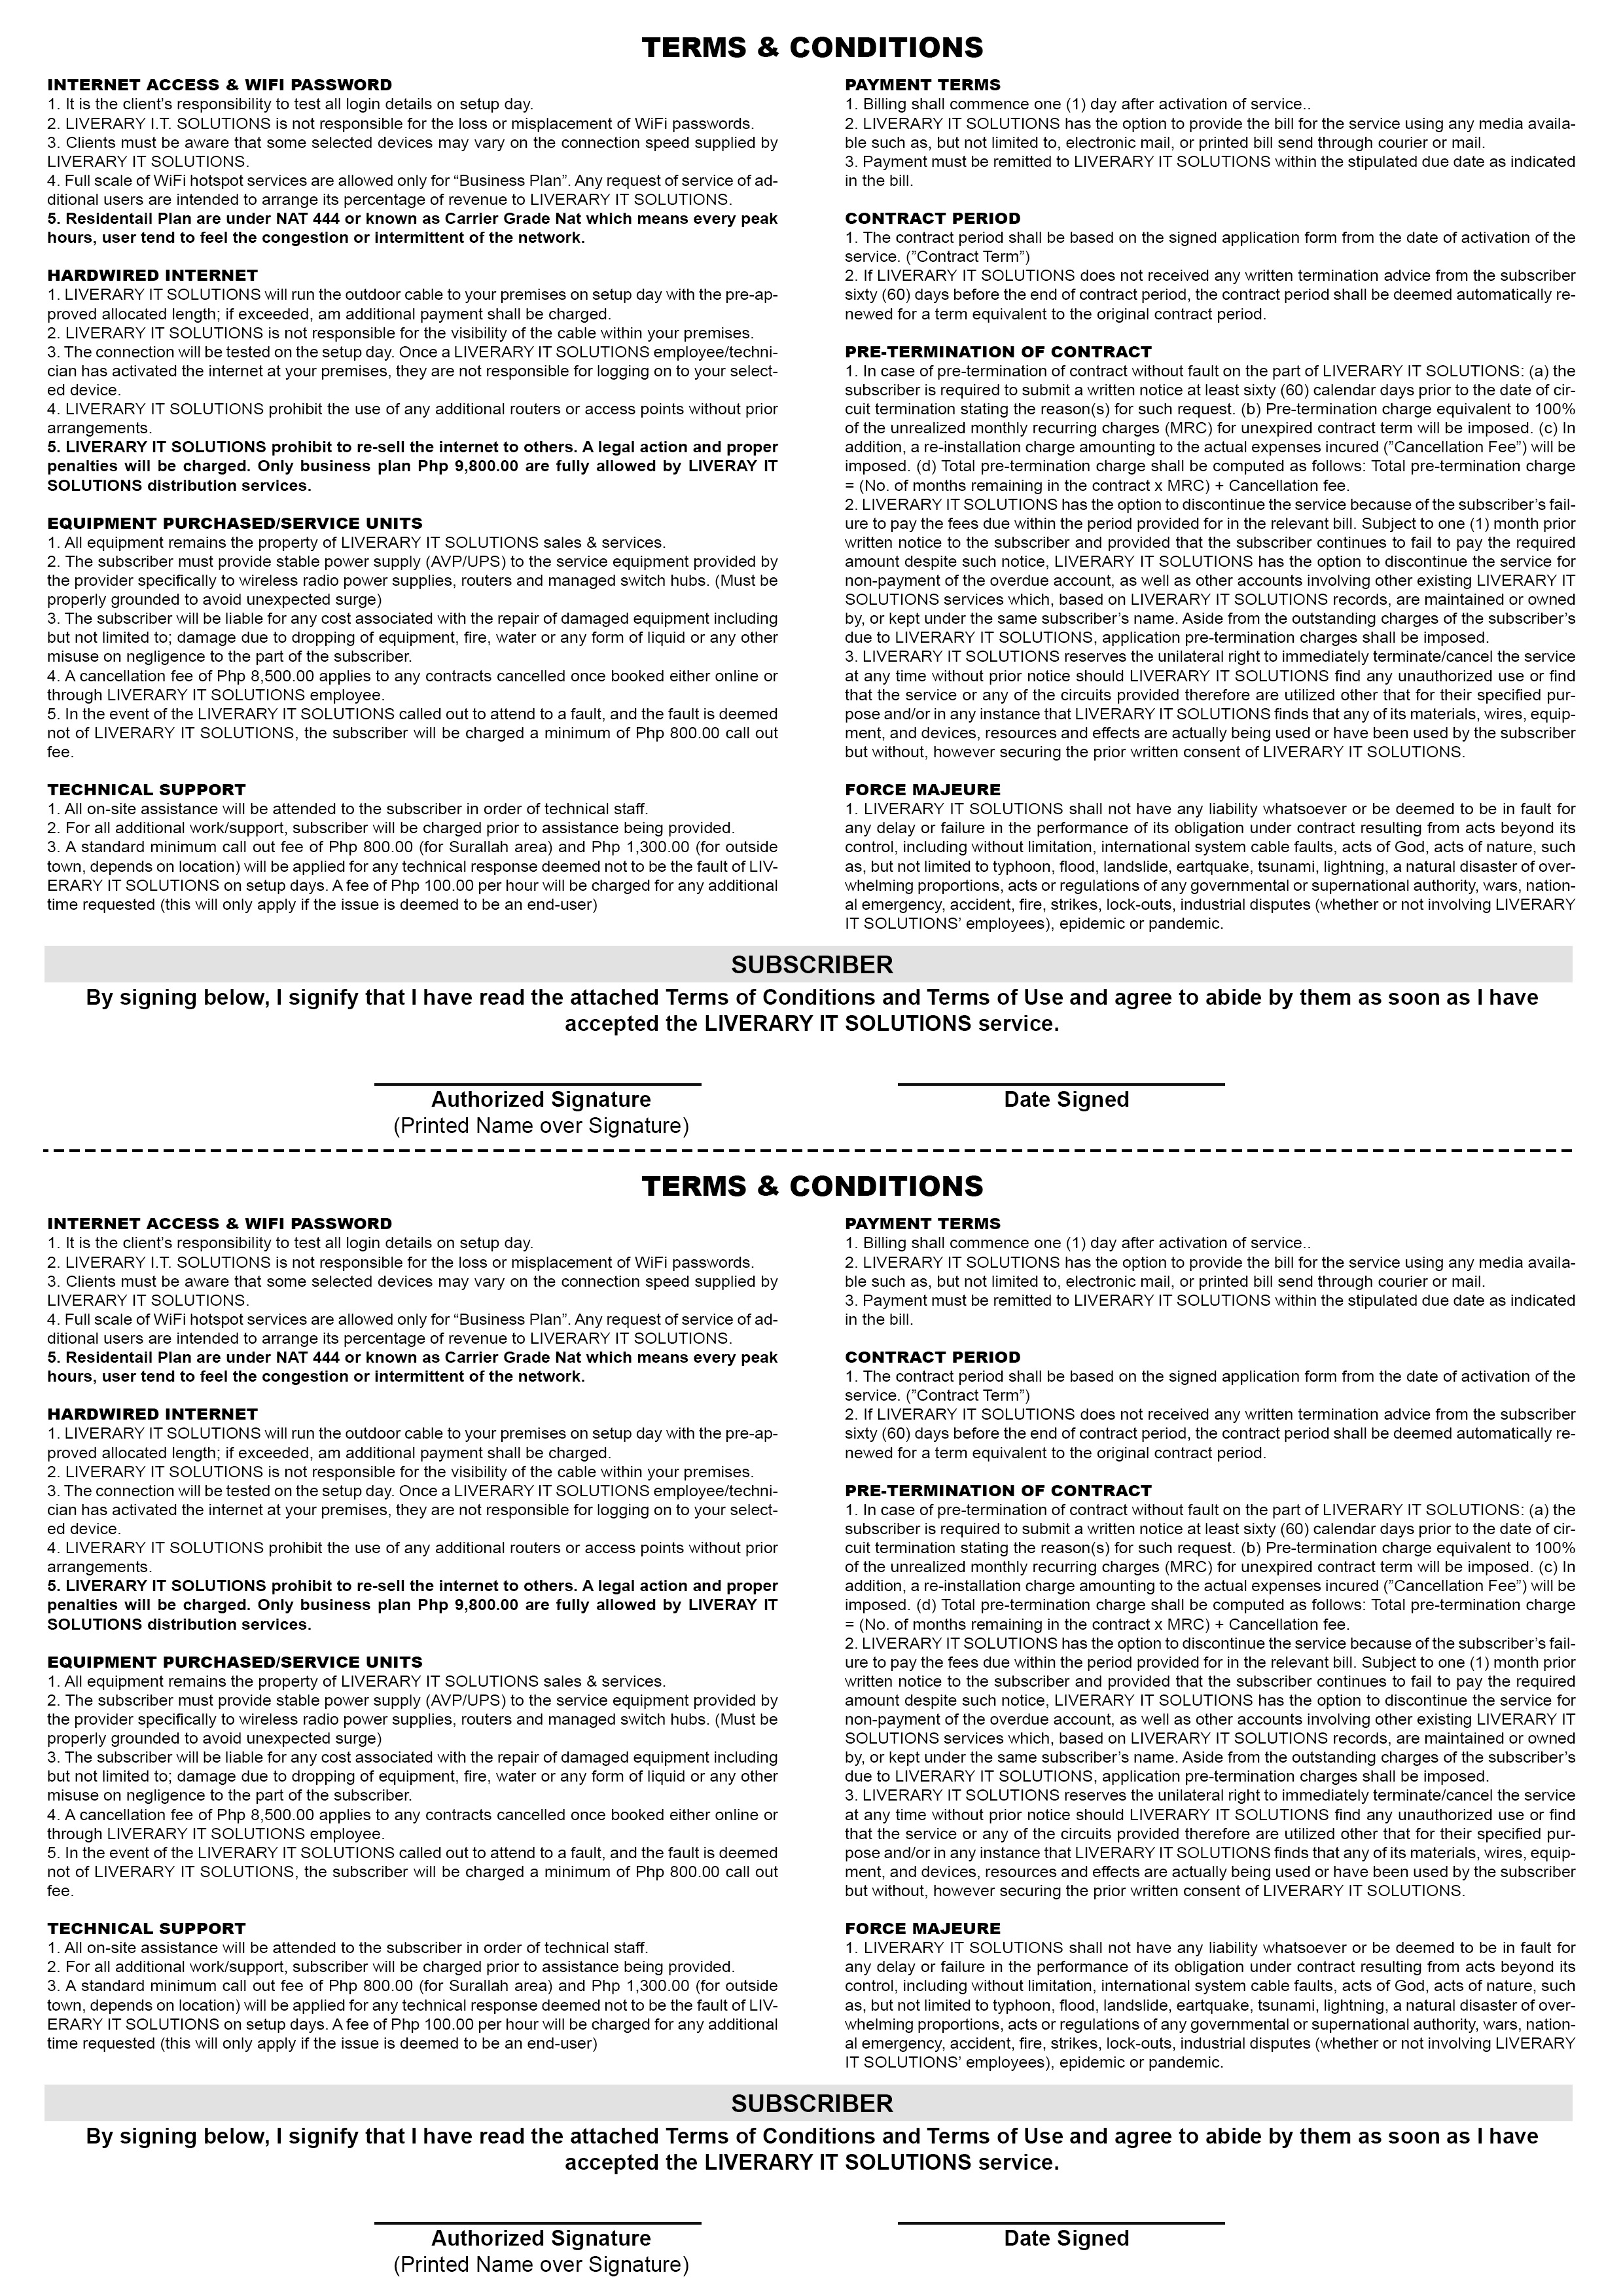 TERMS & CONDITIONS
INTERNET ACCESS & WIFI PASSWORD
1. It is the client’s responsibility to test all login details on setup day.
2. LIVERARY I.T. SOLUTIONS is not responsible for the loss or misplacement of WiFi passwords.
3. Clients must be aware that some selected devices may vary on the connection speed supplied by
LIVERARY IT SOLUTIONS.
4. Full scale of WiFi hotspot services are allowed only for “Business Plan”. Any request of service of ad-
ditional users are intended to arrange its percentage of revenue to LIVERARY IT SOLUTIONS.
5. Residentail Plan are under NAT 444 or known as Carrier Grade Nat which means every peak
hours, user tend to feel the congestion or intermittent of the network.
HARDWIRED INTERNET
1. LIVERARY IT SOLUTIONS will run the outdoor cable to your premises on setup day with the pre-ap-
proved allocated length; if exceeded, am additional payment shall be charged.
2. LIVERARY IT SOLUTIONS is not responsible for the visibility of the cable within your premises.
3. The connection will be tested on the setup day. Once a LIVERARY IT SOLUTIONS employee/techni-
cian has activated the internet at your premises, they are not responsible for logging on to your select-
ed device.
4. LIVERARY IT SOLUTIONS prohibit the use of any additional routers or access points without prior
arrangements.
5. LIVERARY IT SOLUTIONS prohibit to re-sell the internet to others. A legal action and proper
penalties will be charged. Only business plan Php 9,800.00 are fully allowed by LIVERAY IT
SOLUTIONS distribution services.
EQUIPMENT PURCHASED/SERVICE UNITS
1. All equipment remains the property of LIVERARY IT SOLUTIONS sales & services.
2. The subscriber must provide stable power supply (AVP/UPS) to the service equipment provided by
the provider specifically to wireless radio power supplies, routers and managed switch hubs. (Must be
properly grounded to avoid unexpected surge)
3. The subscriber will be liable for any cost associated with the repair of damaged equipment including
but not limited to; damage due to dropping of equipment, fire, water or any form of liquid or any other
misuse on negligence to the part of the subscriber.
4. A cancellation fee of Php 8,500.00 applies to any contracts cancelled once booked either online or
through LIVERARY IT SOLUTIONS employee.
5. In the event of the LIVERARY IT SOLUTIONS called out to attend to a fault, and the fault is deemed
not of LIVERARY IT SOLUTIONS, the subscriber will be charged a minimum of Php 800.00 call out
fee.
TECHNICAL SUPPORT
1. All on-site assistance will be attended to the subscriber in order of technical staff.
2. For all additional work/support, subscriber will be charged prior to assistance being provided.
3. A standard minimum call out fee of Php 800.00 (for Surallah area) and Php 1,300.00 (for outside
town, depends on location) will be applied for any technical response deemed not to be the fault of LIV-
ERARY IT SOLUTIONS on setup days. A fee of Php 100.00 per hour will be charged for any additional
time requested (this will only apply if the issue is deemed to be an end-user)
PAYMENT TERMS
1. Billing shall commence one (1) day after activation of service..
2. LIVERARY IT SOLUTIONS has the option to provide the bill for the service using any media availa-
ble such as, but not limited to, electronic mail, or printed bill send through courier or mail.
3. Payment must be remitted to LIVERARY IT SOLUTIONS within the stipulated due date as indicated
in the bill.
CONTRACT PERIOD
1. The contract period shall be based on the signed application form from the date of activation of the
service. (”Contract Term”)
2. If LIVERARY IT SOLUTIONS does not received any written termination advice from the subscriber
sixty (60) days before the end of contract period, the contract period shall be deemed automatically re-
newed for a term equivalent to the original contract period.
PRE-TERMINATION OF CONTRACT
1. In case of pre-termination of contract without fault on the part of LIVERARY IT SOLUTIONS: (a) the
subscriber is required to submit a written notice at least sixty (60) calendar days prior to the date of cir-
cuit termination stating the reason(s) for such request. (b) Pre-termination charge equivalent to 100%
of the unrealized monthly recurring charges (MRC) for unexpired contract term will be imposed. (c) In
addition, a re-installation charge amounting to the actual expenses incured (”Cancellation Fee”) will be
imposed. (d) Total pre-termination charge shall be computed as follows: Total pre-termination charge
= (No. of months remaining in the contract x MRC) + Cancellation fee.
2. LIVERARY IT SOLUTIONS has the option to discontinue the service because of the subscriber’s fail-
ure to pay the fees due within the period provided for in the relevant bill. Subject to one (1) month prior
written notice to the subscriber and provided that the subscriber continues to fail to pay the required
amount despite such notice, LIVERARY IT SOLUTIONS has the option to discontinue the service for
non-payment of the overdue account, as well as other accounts involving other existing LIVERARY IT
SOLUTIONS services which, based on LIVERARY IT SOLUTIONS records, are maintained or owned
by, or kept under the same subscriber’s name. Aside from the outstanding charges of the subscriber’s
due to LIVERARY IT SOLUTIONS, application pre-termination charges shall be imposed.
3. LIVERARY IT SOLUTIONS reserves the unilateral right to immediately terminate/cancel the service
at any time without prior notice should LIVERARY IT SOLUTIONS find any unauthorized use or find
that the service or any of the circuits provided therefore are utilized other that for their specified pur-
pose and/or in any instance that LIVERARY IT SOLUTIONS finds that any of its materials, wires, equip-
ment, and devices, resources and effects are actually being used or have been used by the subscriber
but without, however securing the prior written consent of LIVERARY IT SOLUTIONS.
FORCE MAJEURE
1. LIVERARY IT SOLUTIONS shall not have any liability whatsoever or be deemed to be in fault for
any delay or failure in the performance of its obligation under contract resulting from acts beyond its
control, including without limitation, international system cable faults, acts of God, acts of nature, such
as, but not limited to typhoon, flood, landslide, eartquake, tsunami, lightning, a natural disaster of over-
whelming proportions, acts or regulations of any governmental or supernational authority, wars, nation-
al emergency, accident, fire, strikes, lock-outs, industrial disputes (whether or not involving LIVERARY
IT SOLUTIONS’ employees), epidemic or pandemic.
SUBSCRIBER
By signing below, I signify that I have read the attached Terms of Conditions and Terms of Use and agree to abide by them as soon as I have
accepted the LIVERARY IT SOLUTIONS service.
Authorized Signature
(Printed Name over Signature)
Date Signed
TERMS & CONDITIONS
INTERNET ACCESS & WIFI PASSWORD
1. It is the client’s responsibility to test all login details on setup day.
2. LIVERARY I.T. SOLUTIONS is not responsible for the loss or misplacement of WiFi passwords.
3. Clients must be aware that some selected devices may vary on the connection speed supplied by
LIVERARY IT SOLUTIONS.
4. Full scale of WiFi hotspot services are allowed only for “Business Plan”. Any request of service of ad-
ditional users are intended to arrange its percentage of revenue to LIVERARY IT SOLUTIONS.
5. Residentail Plan are under NAT 444 or known as Carrier Grade Nat which means every peak
hours, user tend to feel the congestion or intermittent of the network.
HARDWIRED INTERNET
1. LIVERARY IT SOLUTIONS will run the outdoor cable to your premises on setup day with the pre-ap-
proved allocated length; if exceeded, am additional payment shall be charged.
2. LIVERARY IT SOLUTIONS is not responsible for the visibility of the cable within your premises.
3. The connection will be tested on the setup day. Once a LIVERARY IT SOLUTIONS employee/techni-
cian has activated the internet at your premises, they are not responsible for logging on to your select-
ed device.
4. LIVERARY IT SOLUTIONS prohibit the use of any additional routers or access points without prior
arrangements.
5. LIVERARY IT SOLUTIONS prohibit to re-sell the internet to others. A legal action and proper
penalties will be charged. Only business plan Php 9,800.00 are fully allowed by LIVERAY IT
SOLUTIONS distribution services.
EQUIPMENT PURCHASED/SERVICE UNITS
1. All equipment remains the property of LIVERARY IT SOLUTIONS sales & services.
2. The subscriber must provide stable power supply (AVP/UPS) to the service equipment provided by
the provider specifically to wireless radio power supplies, routers and managed switch hubs. (Must be
properly grounded to avoid unexpected surge)
3. The subscriber will be liable for any cost associated with the repair of damaged equipment including
but not limited to; damage due to dropping of equipment, fire, water or any form of liquid or any other
misuse on negligence to the part of the subscriber.
4. A cancellation fee of Php 8,500.00 applies to any contracts cancelled once booked either online or
through LIVERARY IT SOLUTIONS employee.
5. In the event of the LIVERARY IT SOLUTIONS called out to attend to a fault, and the fault is deemed
not of LIVERARY IT SOLUTIONS, the subscriber will be charged a minimum of Php 800.00 call out
fee.
TECHNICAL SUPPORT
1. All on-site assistance will be attended to the subscriber in order of technical staff.
2. For all additional work/support, subscriber will be charged prior to assistance being provided.
3. A standard minimum call out fee of Php 800.00 (for Surallah area) and Php 1,300.00 (for outside
town, depends on location) will be applied for any technical response deemed not to be the fault of LIV-
ERARY IT SOLUTIONS on setup days. A fee of Php 100.00 per hour will be charged for any additional
time requested (this will only apply if the issue is deemed to be an end-user)
PAYMENT TERMS
1. Billing shall commence one (1) day after activation of service..
2. LIVERARY IT SOLUTIONS has the option to provide the bill for the service using any media availa-
ble such as, but not limited to, electronic mail, or printed bill send through courier or mail.
3. Payment must be remitted to LIVERARY IT SOLUTIONS within the stipulated due date as indicated
in the bill.
CONTRACT PERIOD
1. The contract period shall be based on the signed application form from the date of activation of the
service. (”Contract Term”)
2. If LIVERARY IT SOLUTIONS does not received any written termination advice from the subscriber
sixty (60) days before the end of contract period, the contract period shall be deemed automatically re-
newed for a term equivalent to the original contract period.
PRE-TERMINATION OF CONTRACT
1. In case of pre-termination of contract without fault on the part of LIVERARY IT SOLUTIONS: (a) the
subscriber is required to submit a written notice at least sixty (60) calendar days prior to the date of cir-
cuit termination stating the reason(s) for such request. (b) Pre-termination charge equivalent to 100%
of the unrealized monthly recurring charges (MRC) for unexpired contract term will be imposed. (c) In
addition, a re-installation charge amounting to the actual expenses incured (”Cancellation Fee”) will be
imposed. (d) Total pre-termination charge shall be computed as follows: Total pre-termination charge
= (No. of months remaining in the contract x MRC) + Cancellation fee.
2. LIVERARY IT SOLUTIONS has the option to discontinue the service because of the subscriber’s fail-
ure to pay the fees due within the period provided for in the relevant bill. Subject to one (1) month prior
written notice to the subscriber and provided that the subscriber continues to fail to pay the required
amount despite such notice, LIVERARY IT SOLUTIONS has the option to discontinue the service for
non-payment of the overdue account, as well as other accounts involving other existing LIVERARY IT
SOLUTIONS services which, based on LIVERARY IT SOLUTIONS records, are maintained or owned
by, or kept under the same subscriber’s name. Aside from the outstanding charges of the subscriber’s
due to LIVERARY IT SOLUTIONS, application pre-termination charges shall be imposed.
3. LIVERARY IT SOLUTIONS reserves the unilateral right to immediately terminate/cancel the service
at any time without prior notice should LIVERARY IT SOLUTIONS find any unauthorized use or find
that the service or any of the circuits provided therefore are utilized other that for their specified pur-
pose and/or in any instance that LIVERARY IT SOLUTIONS finds that any of its materials, wires, equip-
ment, and devices, resources and effects are actually being used or have been used by the subscriber
but without, however securing the prior written consent of LIVERARY IT SOLUTIONS.
FORCE MAJEURE
1. LIVERARY IT SOLUTIONS shall not have any liability whatsoever or be deemed to be in fault for
any delay or failure in the performance of its obligation under contract resulting from acts beyond its
control, including without limitation, international system cable faults, acts of God, acts of nature, such
as, but not limited to typhoon, flood, landslide, eartquake, tsunami, lightning, a natural disaster of over-
whelming proportions, acts or regulations of any governmental or supernational authority, wars, nation-
al emergency, accident, fire, strikes, lock-outs, industrial disputes (whether or not involving LIVERARY
IT SOLUTIONS’ employees), epidemic or pandemic.
SUBSCRIBER
By signing below, I signify that I have read the attached Terms of Conditions and Terms of Use and agree to abide by them as soon as I have
accepted the LIVERARY IT SOLUTIONS service.
Authorized Signature
(Printed Name over Signature)
Date Signed